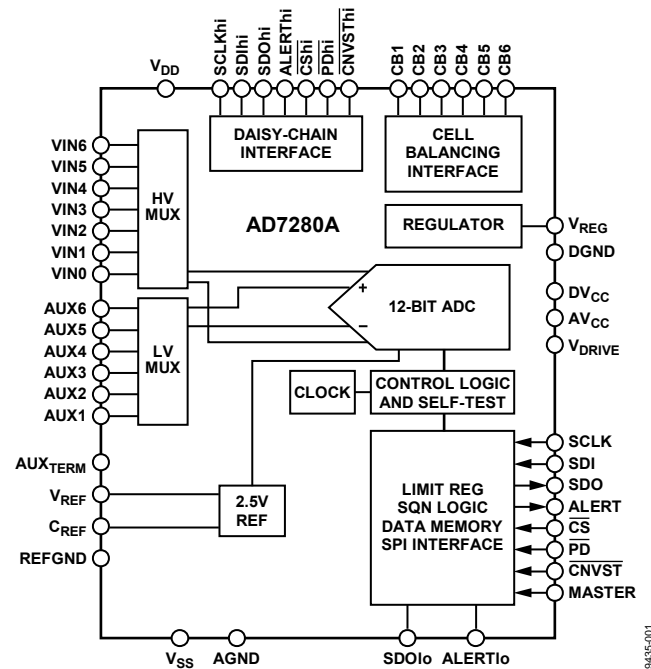 SCLKhi
SDIhi
SDOhi
ALERThi
CShi
PDhi
CNVSThi
CB1
CB2
CB3
CB4
CB5
CB6
VDD
DAISY-CHAIN
INTERFACE
CELL
BALANCING
INTERFACE
VIN6
VIN5
VIN4
VIN3
VIN2
VIN1
VIN0
HV
MUX
AD7280A
REGULATOR
VREG
DGND
DVCC
AVCC
VDRIVE
AUX6
AUX5
AUX4
AUX3
AUX2
AUX1
LV
MUX
+
–
12-BIT ADC
CLOCK
CONTROL LOGIC
AND SELF-TEST
AUXTERM
VREF
CREF
REFGND
2.5V
REF
LIMIT REG
SQN LOGIC
DATA MEMORY
SPI INTERFACE
SCLK
SDI
SDO
ALERT
CS
PD
CNVST
MASTER
VSS
AGND
SDOlo
ALERTlo
9435-001